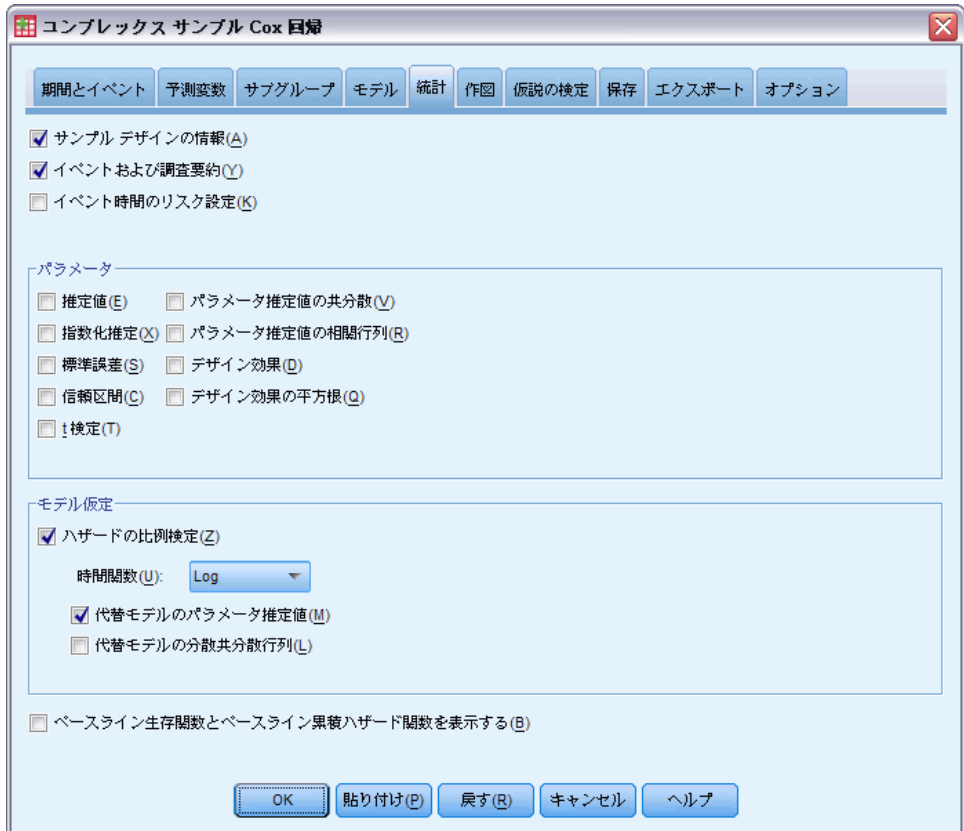 コンプレックス サンプル Cox 回帰
期間とイベント 予測変数 サブグループ モデル 統計 作図 仮説の検定 保存 エクスポート オプション
サンプル デザインの情報(A)
イベントおよび調査要約(Y)
イベント時間のリスク設定(K)
パラメータ
推定値(E) パラメータ推定値の共分散(V)
指数化推定(X) パラメータ推定値の相関行列(R)
標準誤差(S) デザイン効果(D)
信頼区間(C) デザイン効果の平方根(Q)
t検定(T)
モデル仮定
ハザードの比例検定(Z)
時間関数(U): Log
代替モデルのパラメータ推定値(M)
代替モデルの分散共分散行列(L)
ベースライン生存関数とベースライン累積ハザード関数を表示する(B)
OK 貼り付け(P) 戻す(R) キャンセル ヘルプ